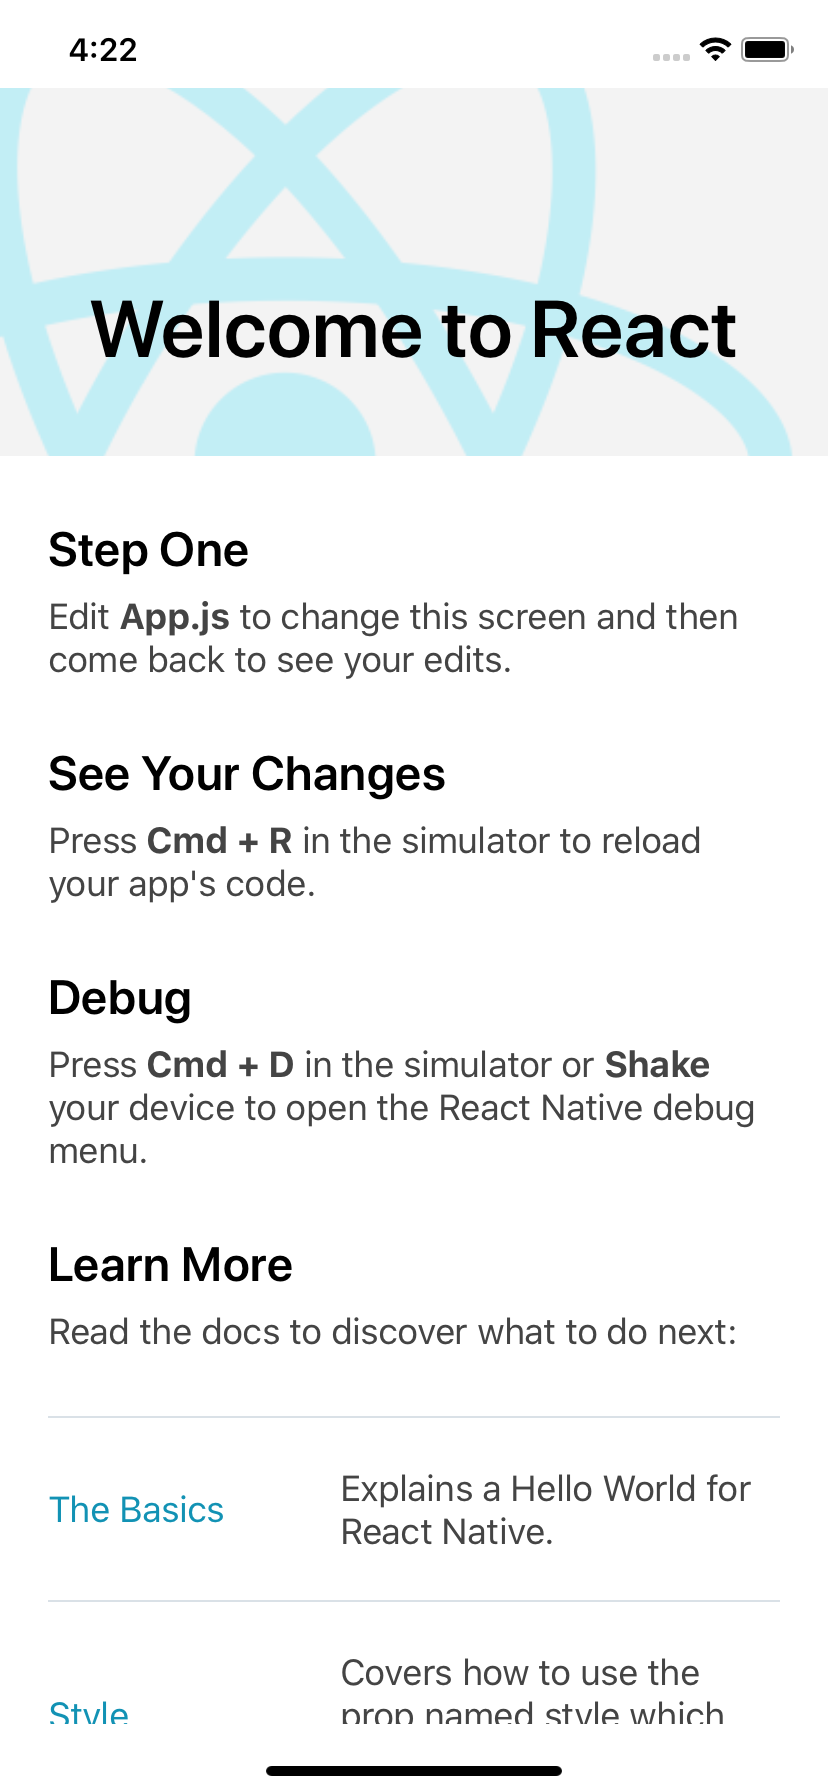 4:22
Welcome to React
Step One
Edit App.js to change this screen and then
come back to see your edits.
See Your Changes
Press Cmd + R in the simulator to reload
your app's code.
Debug
Press Cmd + D in the simulator or Shake
your device to open the React Native debug
menu.
Learn More
Read the docs to discover what to do next:
The Basics
Explains a Hello World for
React Native.
Style
Covers how to use the
prop named style which